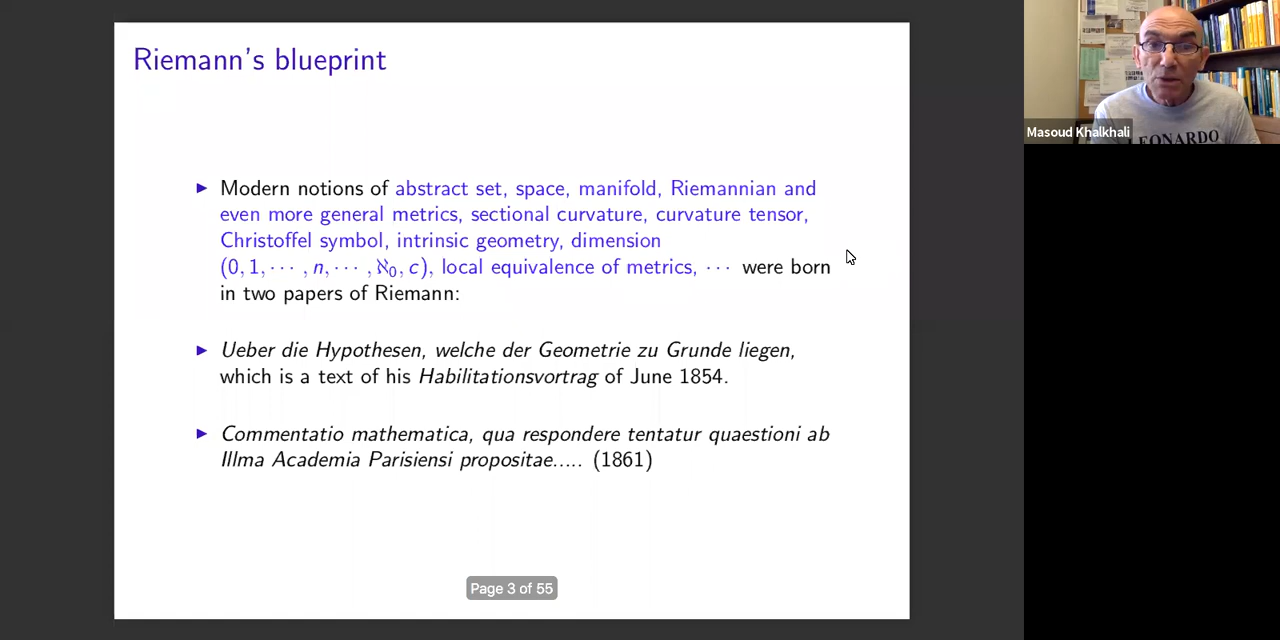 Riemann's blueprint
▶ Modern notions of abstract set, space, manifold, Riemannian and
even more general metrics, sectional curvature, curvature tensor,
Christoffel symbol, intrinsic geometry, dimension
(0, 1, ⋯ , n, ⋯ , ℵ₀, c), local equivalence of metrics, ⋯ were born
in two papers of Riemann:
▶ Ueber die Hypothesen, welche der Geometrie zu Grunde liegen,
which is a text of his Habilitationsvortrag of June 1854.
▶ Commentatio mathematica, qua respondere tentatur quaestioni ab
Illma Academia Parisiensi propositae..... (1861)
Page 3 of 55
Masoud Khalkhali
LEONARDO